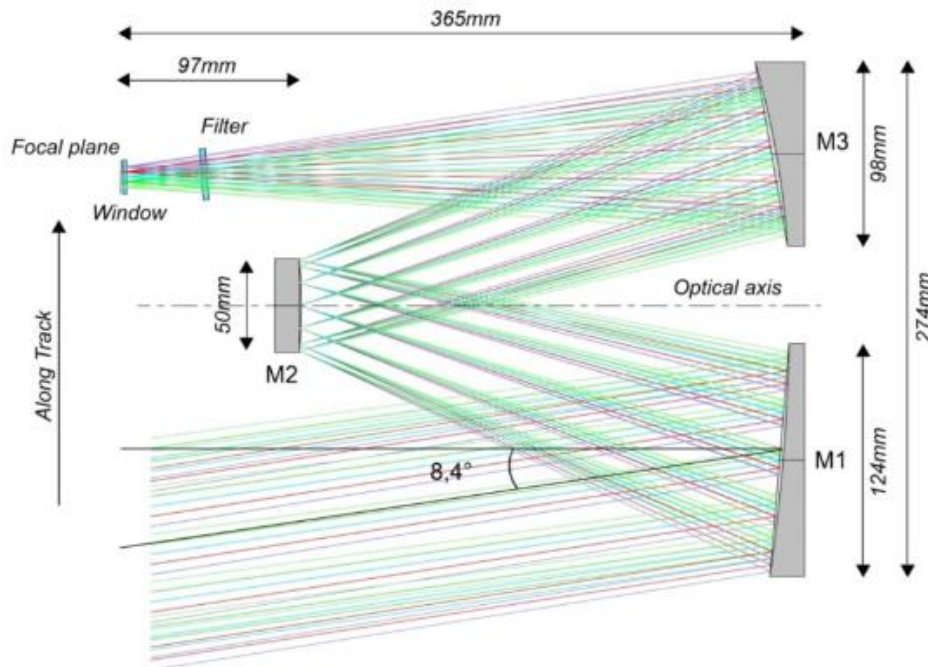 365mm
97mm
Filter
Focal plane
M3
98mm
Window
Optical axis
50mm
274mm
M2
Along Track
M1
8,4°
124mm